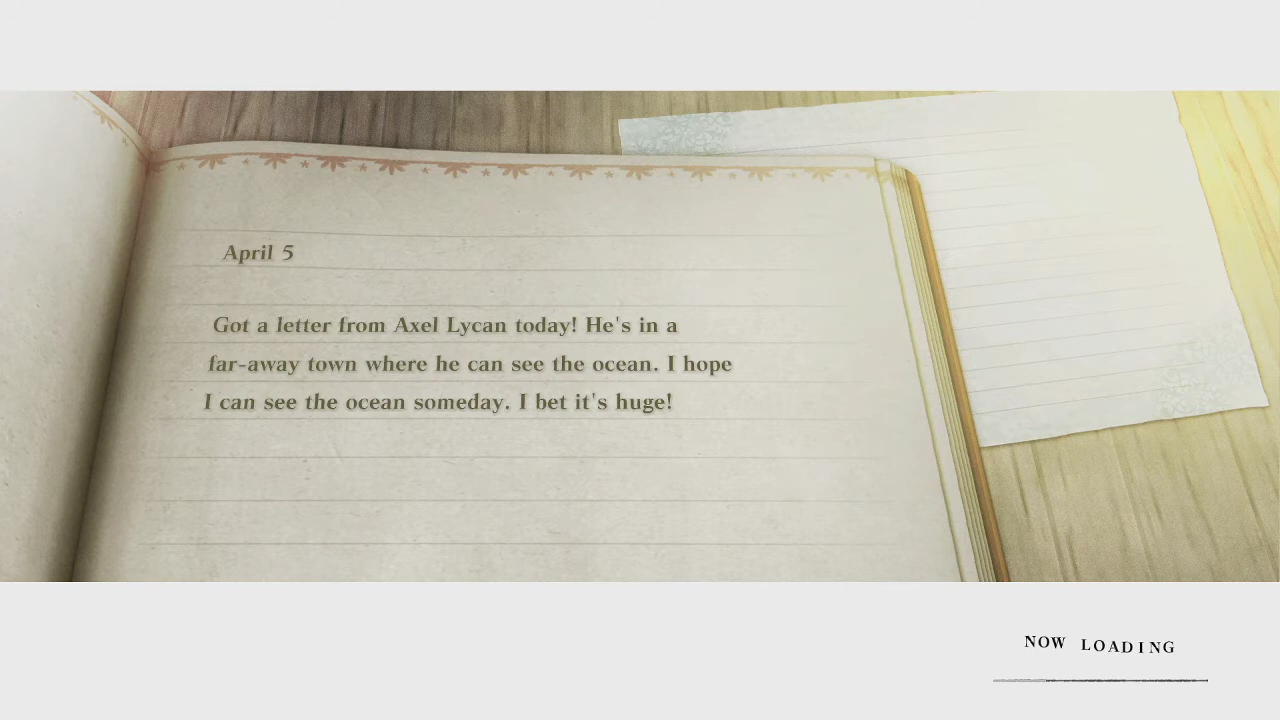 April 5
Got a letter from Axel Lycan today! He's in a
far-away town where he can see the ocean. I hope
I can see the ocean someday. I bet it's huge!
NOW LOADING